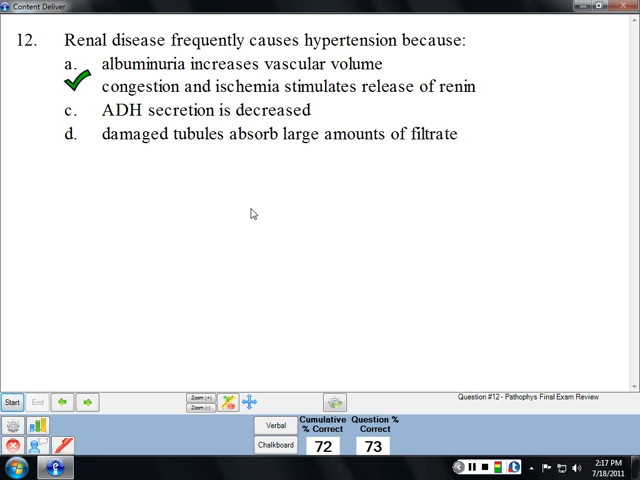 Content Deliver
12. Renal disease frequently causes hypertension because:
a. albuminuria increases vascular volume
congestion and ischemia stimulates release of renin
c. ADH secretion is decreased
d. damaged tubules absorb large amounts of filtrate
Start End Zoom (+) Zoom (-) Question #12 - Pathophys Final Exam Review
Verbal Cumulative % Correct Question % Correct
Chalkboard 72 73
2:17 PM
7/18/2011